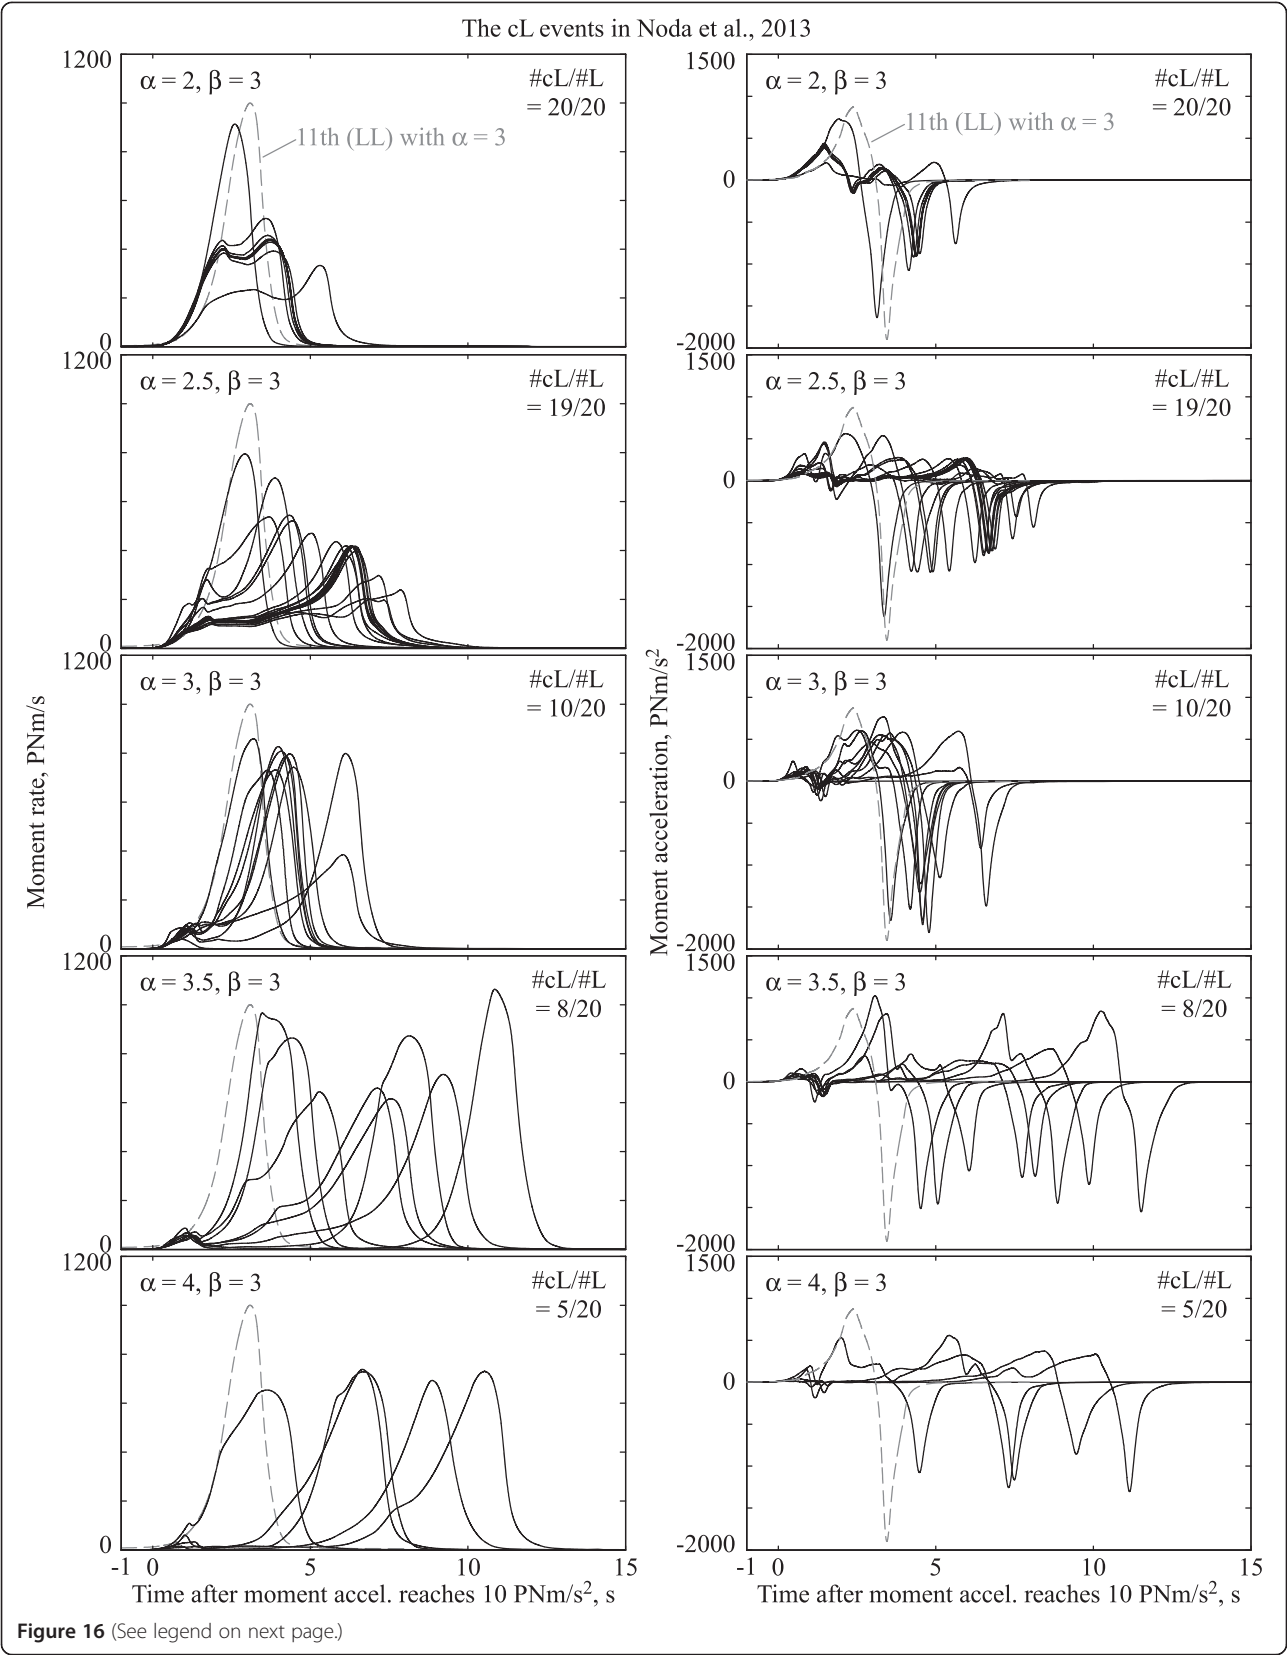 The cL events in Noda et al., 2013
1200
α = 2, β = 3
#cL/#L
= 20/20
11th (LL) with α = 3
0
1500
α = 2, β = 3
#cL/#L
= 20/20
11th (LL) with α = 3
0
-2000
1200
α = 2.5, β = 3
#cL/#L
= 19/20
0
1500
α = 2.5, β = 3
#cL/#L
= 19/20
0
-2000
1200
α = 3, β = 3
#cL/#L
= 10/20
0
Moment rate, PNm/s
1500
α = 3, β = 3
#cL/#L
= 10/20
0
-2000
Moment acceleration, PNm/s²
1200
α = 3.5, β = 3
#cL/#L
= 8/20
0
1500
α = 3.5, β = 3
#cL/#L
= 8/20
0
-2000
1200
α = 4, β = 3
#cL/#L
= 5/20
0
-1 0 5 10 15
Time after moment accel. reaches 10 PNm/s², s
1500
α = 4, β = 3
#cL/#L
= 5/20
0
-2000
-1 0 5 10 15
Time after moment accel. reaches 10 PNm/s², s
Figure 16 (See legend on next page.)